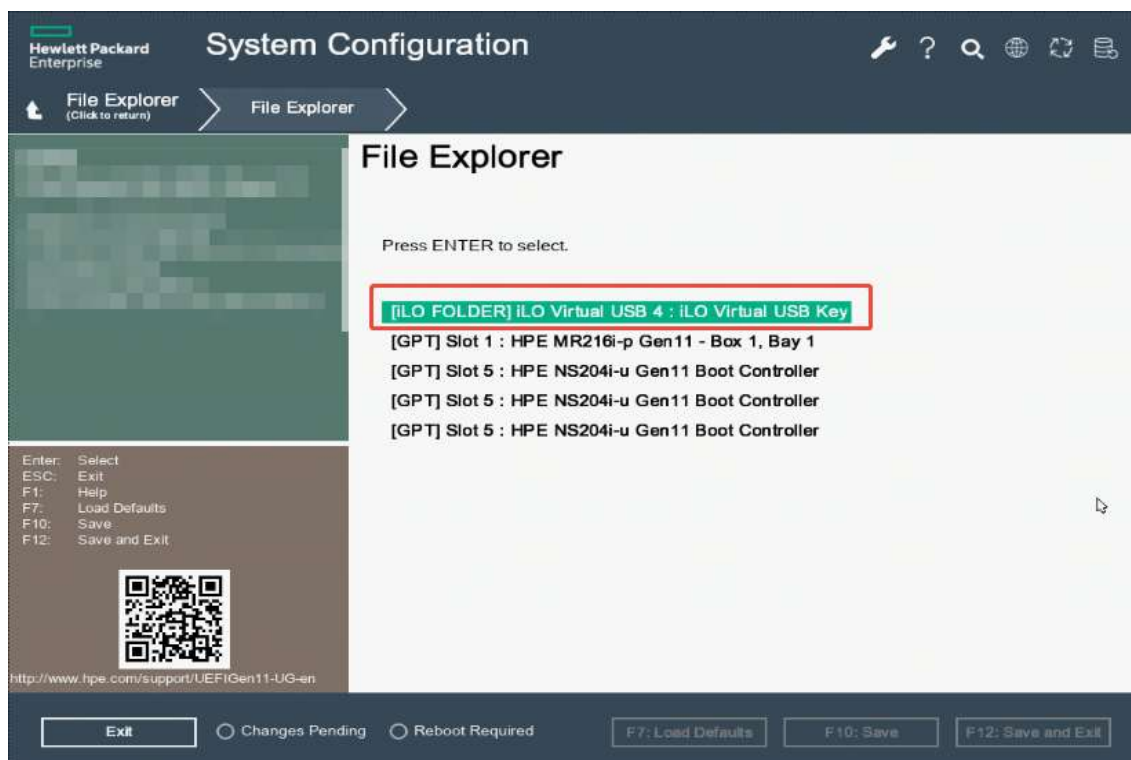 Hewlett Packard
Enterprise
System Configuration
File Explorer
(Click to return)
File Explorer
File Explorer
Press ENTER to select.
[iLO FOLDER] iLO Virtual USB 4 : iLO Virtual USB Key
[GPT] Slot 1 : HPE MR216i-p Gen11 - Box 1, Bay 1
[GPT] Slot 5 : HPE NS204i-u Gen11 Boot Controller
[GPT] Slot 5 : HPE NS204i-u Gen11 Boot Controller
[GPT] Slot 5 : HPE NS204i-u Gen11 Boot Controller
Enter: Select
ESC: Exit
F1: Help
F7: Load Defaults
F10: Save
F12: Save and Exit
http://www.hpe.com/support/UEFIGen11-UG-en
Exit
Changes Pending
Reboot Required
F7: Load Defaults
F10: Save
F12: Save and Exit